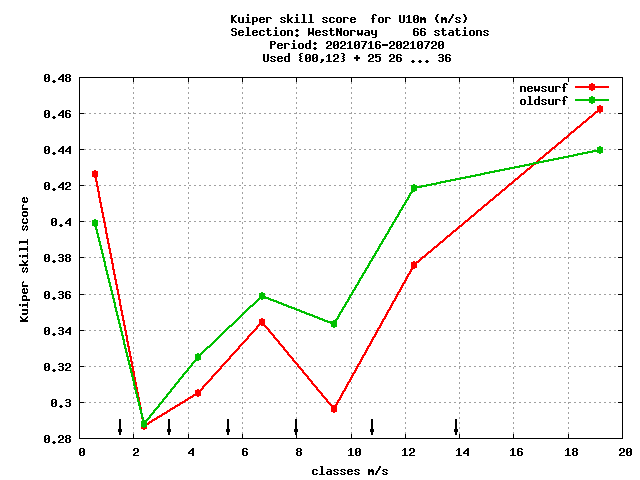 Kuiper skill score for U10m (m/s)
Selection: WestNorway 66 stations
Period: 20210716-20210720
Used {00,12} + 25 26 ... 36
newsurf
oldsurf
0.48
0.46
0.44
0.42
0.4
0.38
0.36
0.34
0.32
0.3
0.28
Kuiper skill score
0 2 4 6 8 10 12 14 16 18 20
classes m/s